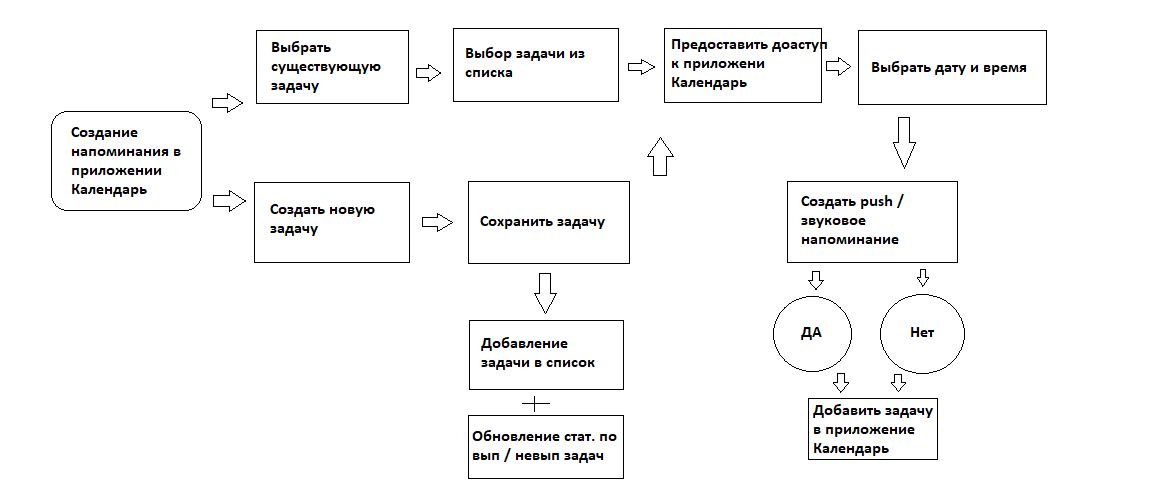 Создание
напоминания в
приложении
Календарь
Выбрать
существующую
задачу
Выбор задачи из
списка
Предоставить доаступ
к приложени
Календарь
Выбрать дату и время
Создать новую
задачу
Сохранить задачу
Создать push /
звуковое
напоминание
Добавление
задачи в список
Обновление стат. по
вып / невып задач
ДА
Нет
Добавить задачу
в приложение
Календарь